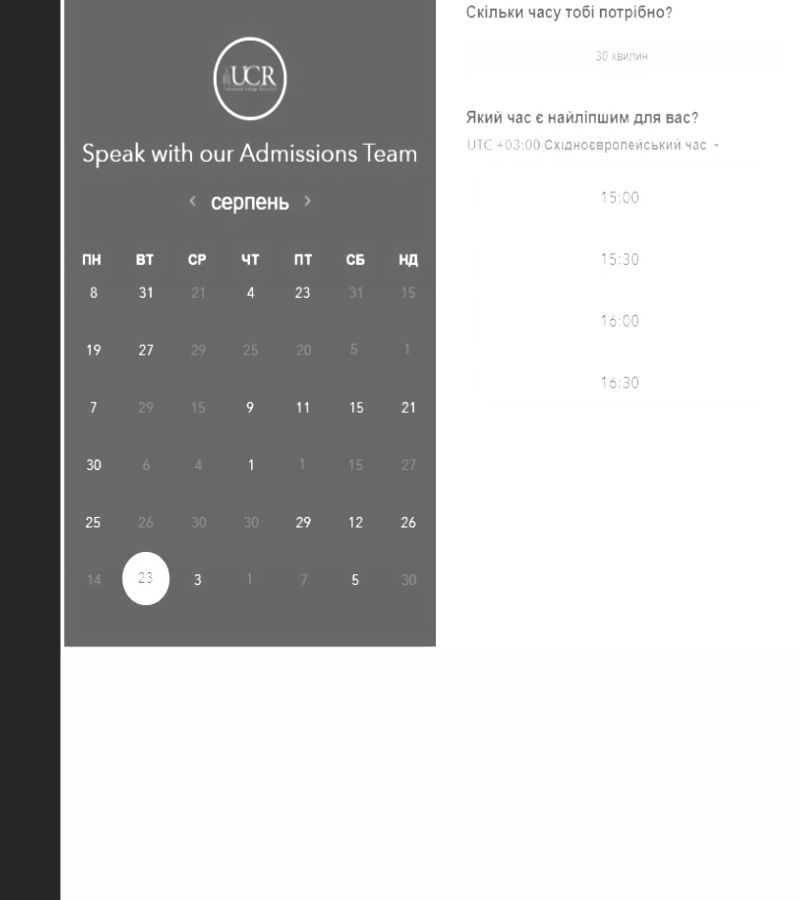 UCR
Speak with our Admissions Team
‹ серпень ›
ПН ВТ СР ЧТ ПТ СБ НД
8 31 21 4 23 31 15
19 27 29 25 20 5 1
7 29 15 9 11 15 21
30 6 4 1 1 15 27
25 26 30 30 29 12 26
14 23 3 1 7 5 30
Скільки часу тобі потрібно?
30 хвилин
Який час є найліпшим для вас?
UTC +03:00 Східноєвропейський час
15:00
15:30
16:00
16:30